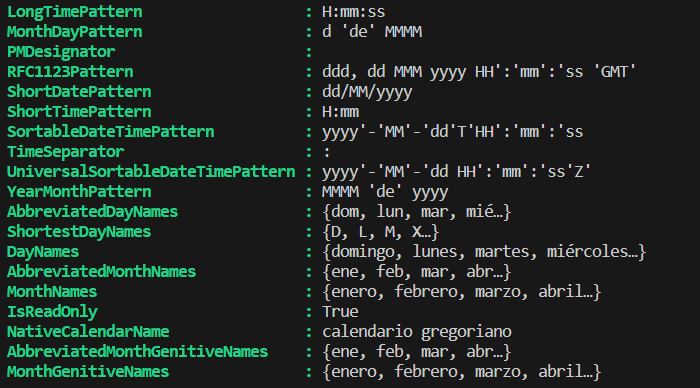 LongTimePattern : H:mm:ss
MonthDayPattern : d 'de' MMMM
PMDesignator :
RFC1123Pattern : ddd, dd MMM yyyy HH':'mm':'ss 'GMT'
ShortDatePattern : dd/MM/yyyy
ShortTimePattern : H:mm
SortableDateTimePattern : yyyy'-'MM'-'dd'T'HH':'mm':'ss
TimeSeparator : :
UniversalSortableDateTimePattern : yyyy'-'MM'-'dd HH':'mm':'ss'Z'
YearMonthPattern : MMMM 'de' yyyy
AbbreviatedDayNames : {dom, lun, mar, mié…}
ShortestDayNames : {D, L, M, X…}
DayNames : {domingo, lunes, martes, miércoles…}
AbbreviatedMonthNames : {ene, feb, mar, abr…}
MonthNames : {enero, febrero, marzo, abril…}
IsReadOnly : True
NativeCalendarName : calendario gregoriano
AbbreviatedMonthGenitiveNames : {ene, feb, mar, abr…}
MonthGenitiveNames : {enero, febrero, marzo, abril…}